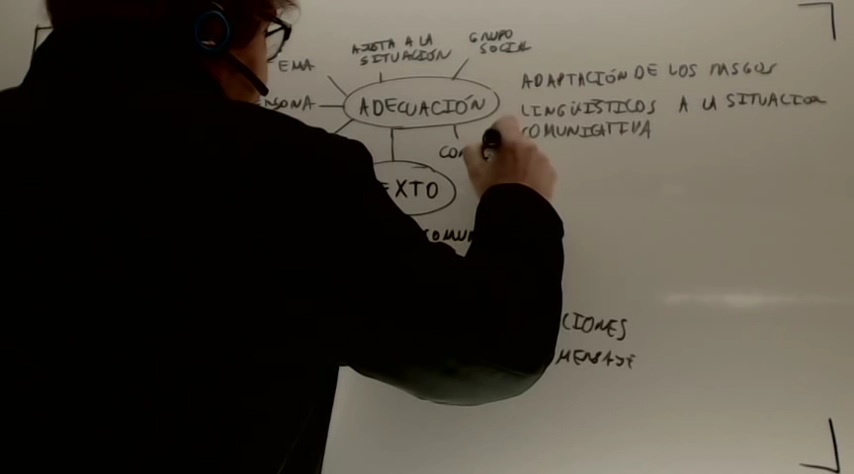 AJUSTA A LA
SITUACIÓN
GRUPO
SOCIAL
EMA
ADECUACIÓN
ADAPTACIÓN DE LOS RASGOS
LINGÜÍSTICOS A LA SITUACIÓN
COMUNICATIVA
SONA
CO
EXTO
COMUN
CIONES
MENSAJE